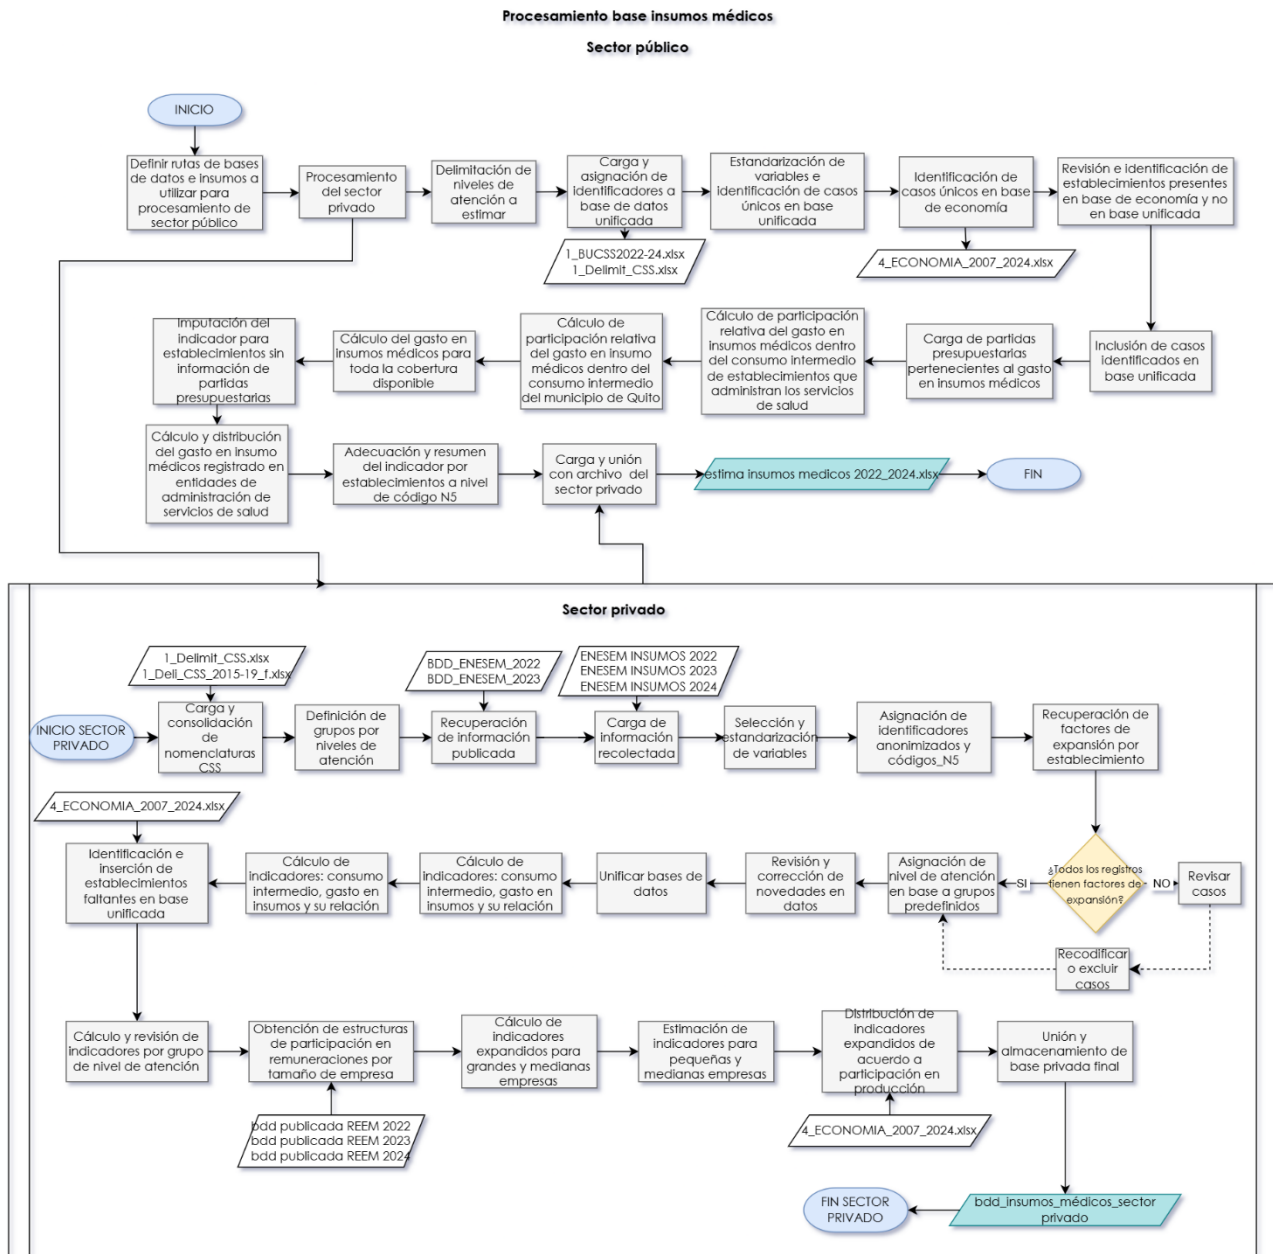 Procesamiento base insumos médicos
Sector público
INICIO
Definir rutas de bases
de datos e insumos a
utilizar para
procesamiento de
sector público
Procesamiento
del sector
privado
Delimitación de
niveles de
atención a
estimar
Carga y
asignación de
identificadores a
base de datos
unificada
1_BUCSS2022-24.xlsx
1_Delimit_CSS.xlsx
Estandarización de
variables e
identificación de
casos únicos en base
unificada
Identificación de
casos únicos en base
de economía
4_ECONOMIA_2007_2024.xlsx
Revisión e identificación de
establecimientos presentes
en base de economía y no
en base unificada
Inclusión de casos
identificados en
base unificada
Carga de partidas
presupuestarias
pertenecientes al gasto
en insumos médicos
Cálculo de participación
relativa del gasto en
insumos médicos dentro
del consumo intermedio
de establecimientos que
administran los servicios
de salud
Cálculo de
participación relativa
del gasto en insumo
médicos dentro del
consumo intermedio
del municipio de Quito
Cálculo del gasto en
insumos médicos para
toda la cobertura
disponible
Imputación del
indicador para
establecimientos sin
información de
partidas
presupuestarias
Cálculo y distribución
del gasto en insumo
médicos registrado en
entidades de
administración de
servicios de salud
Adecuación y resumen
del indicador por
establecimientos a nivel
de código N5
Carga y unión
con archivo del
sector privado
estima insumos medicos 2022_2024.xlsx
FIN
Sector privado
INICIO SECTOR
PRIVADO
1_Delimit_CSS.xlsx
1_Deli_CSS_2015-19_f.xlsx
Carga y
consolidación
de
nomenclaturas
CSS
Definición de
grupos por
niveles de
atención
BDD_ENESEM_2022
BDD_ENESEM_2023
Recuperación
de información
publicada
ENESEM INSUMOS 2022
ENESEM INSUMOS 2023
ENESEM INSUMOS 2024
Carga de
información
recolectada
Selección y
estandarización
de variables
Asignación de
identificadores
anonimizados y
códigos_N5
Recuperación de
factores de
expansión por
establecimiento
¿Todos los registros
tienen factores de
expansión?
SI
NO
Revisar
casos
Recodificar
o excluir
casos
Asignación de
nivel de atención
en base a grupos
predefinidos
Revisión y
corrección de
novedades en
datos
Unificar bases de
datos
Cálculo de
indicadores: consumo
intermedio, gasto en
insumos y su relación
Cálculo de
indicadores: consumo
intermedio, gasto en
insumos y su relación
4_ECONOMIA_2007_2024.xlsx
Identificación e
inserción de
establecimientos
faltantes en base
unificada
Cálculo y revisión de
indicadores por grupo
de nivel de atención
Obtención de estructuras
de participación en
remuneraciones por
tamaño de empresa
bdd publicada REEM 2022
bdd publicada REEM 2023
bdd publicada REEM 2024
Cálculo de
indicadores
expandidos para
grandes y medianas
empresas
Estimación de
indicadores para
pequeñas y
medianas empresas
Distribución de
indicadores
expandidos de
acuerdo a
participación en
producción
4_ECONOMIA_2007_2024.xlsx
Unión y
almacenamiento de
base privada final
bdd_insumos_médicos_sector
privado
FIN SECTOR
PRIVADO